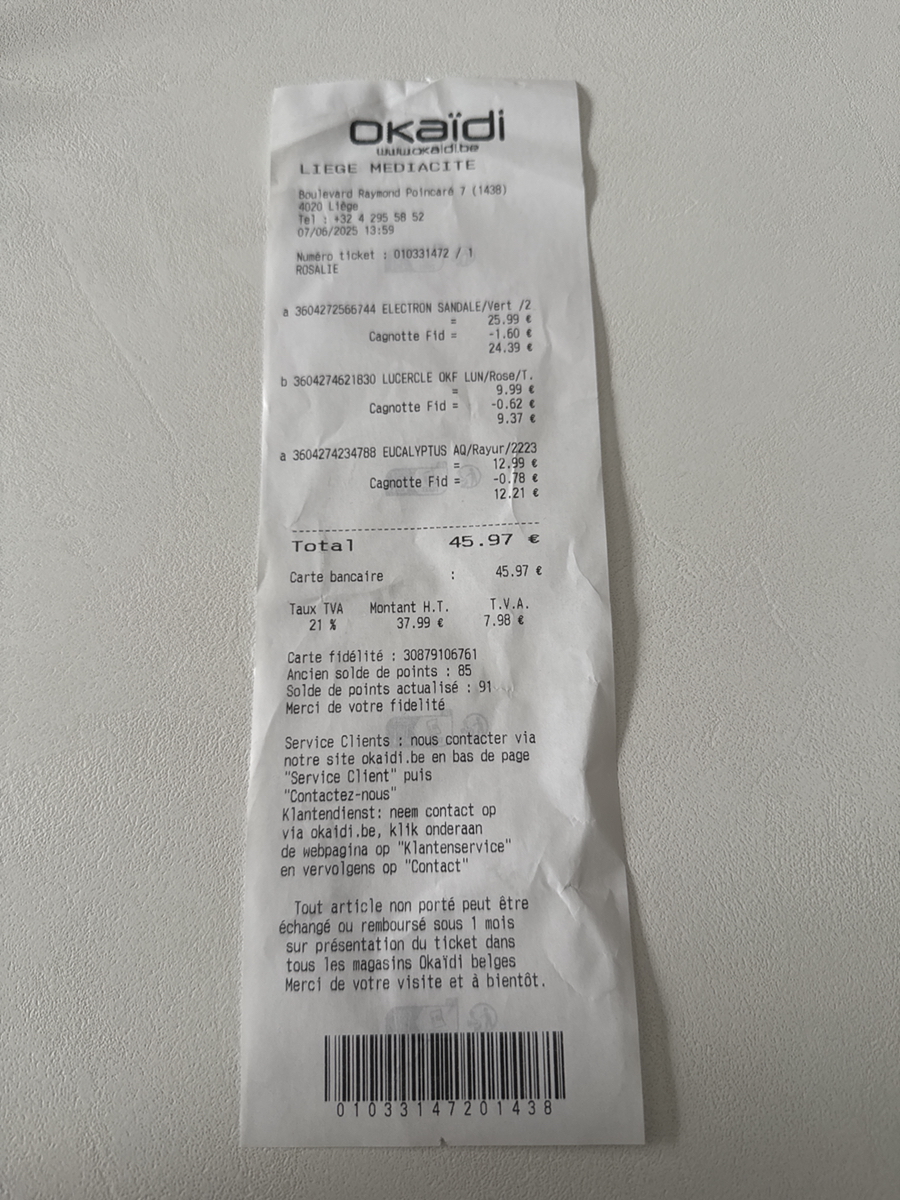 Okaïdi
www.okaidi.be
LIEGE MEDIACITE
Boulevard Raymond Poincaré 7 (1438)
4020 Liège
Tel : +32 4 295 58 52
07/06/2025 13:59
Numéro ticket : 010331472 / 1
ROSALIE
a 3604272566744 ELECTRON SANDALE/Vert /2
= 25.99 €
Cagnotte Fid = -1.60 €
24.39 €
b 3604274621830 LUCERCLE OKF LUN/Rose/T.
= 9.99 €
Cagnotte Fid = -0.62 €
9.37 €
a 3604274234788 EUCALYPTUS AQ/Rayur/2223
= 12.99 €
Cagnotte Fid = -0.78 €
12.21 €
Total 45.97 €
Carte bancaire : 45.97 €
Taux TVA Montant H.T. T.V.A.
21 % 37.99 € 7.98 €
Carte fidélité : 30879106761
Ancien solde de points : 85
Solde de points actualisé : 91
Merci de votre fidelité
Service Clients : nous contacter via
notre site okaidi.be en bas de page
"Service Client" puis
"Contactez-nous"
Klantendienst: neem contact op
via okaidi.be, klik onderaan
de webpagina op "Klantenservice"
en vervolgens op "Contact"
Tout article non porté peut être
échangé ou remboursé sous 1 mois
sur présentation du ticket dans
tous les magasins Okaïdi belges
Merci de votre visite et à bientôt.
01033147201438